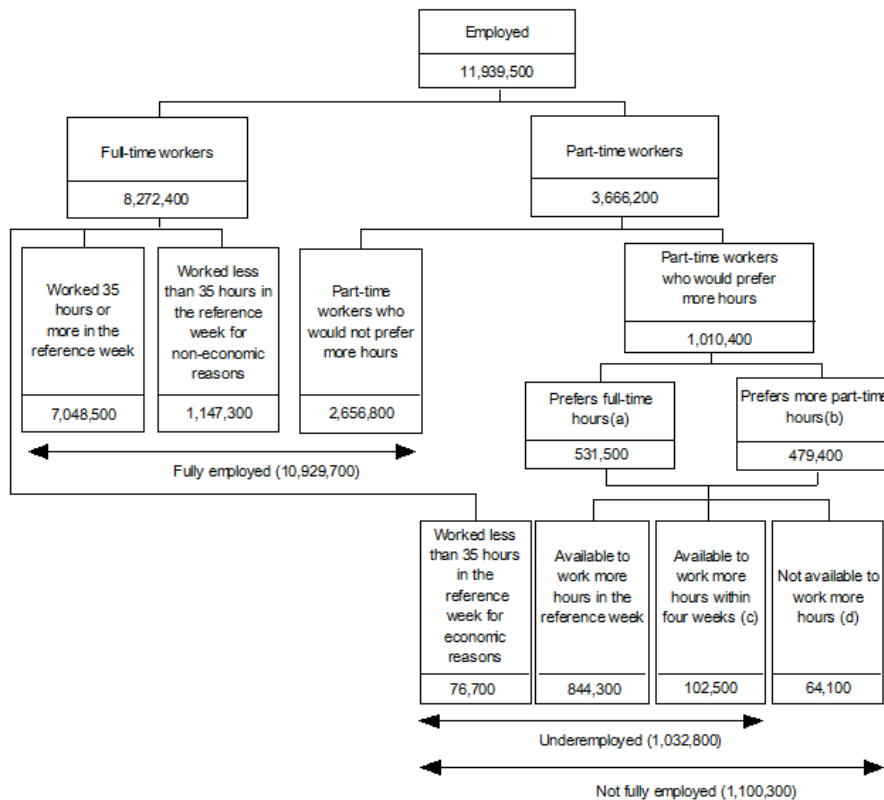 Employed
11,939,500
Full-time workers
8,272,400
Part-time workers
3,666,200
Worked 35
hours or
more in the
reference week
7,048,500
Worked less
than 35 hours in
the reference
week for
non-economic
reasons
1,147,300
Part-time
workers who
would not prefer
more hours
2,656,800
Part-time workers
who would prefer
more hours
1,010,400
Prefers full-time
hours(a)
531,500
Prefers more part-time
hours(b)
479,400
Fully employed (10,929,700)
Worked less
than 35 hours
in the
reference
week for
economic
reasons
76,700
Available to
work more
hours in the
reference week
844,300
Available to
work more
hours within
four weeks (c)
102,500
Not available to
work more
hours (d)
64,100
Underemployed (1,032,800)
Not fully employed (1,100,300)